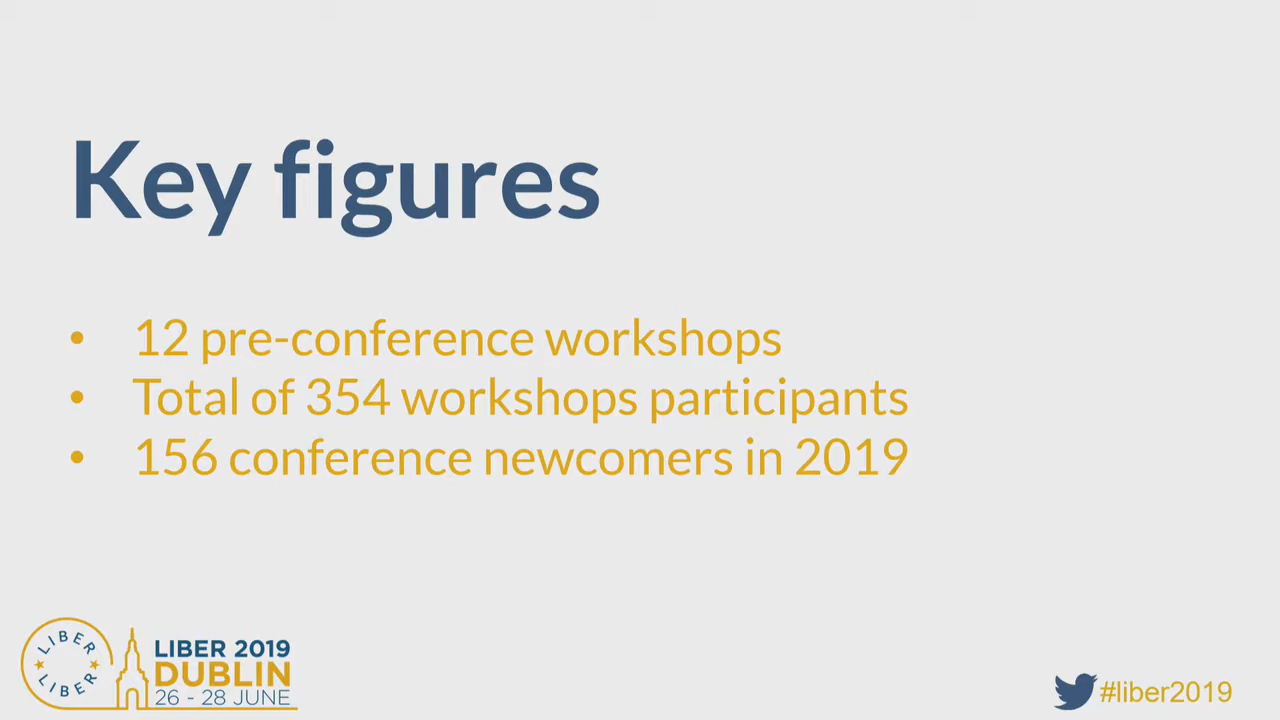 Key figures
• 12 pre-conference workshops
• Total of 354 workshops participants
• 156 conference newcomers in 2019
LIBER
LIBER
LIBER 2019
DUBLIN
26 - 28 JUNE
#liber2019